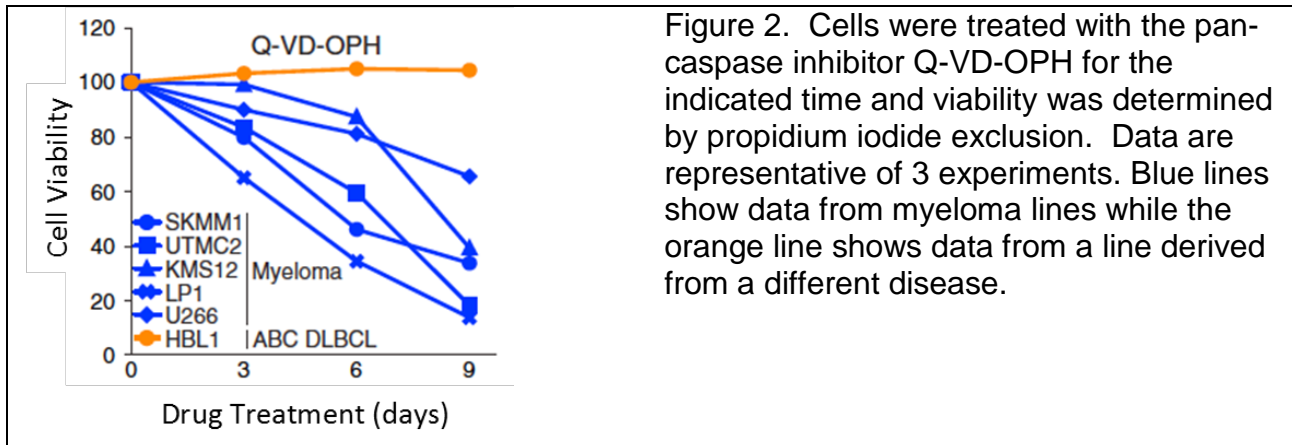 120
100
80
60
40
20
0
Cell Viability
Q-VD-OPH
SKMM1
UTMC2
KMS12
LP1
U266
HBL1
Myeloma
ABC DLBCL
0 3 6 9
Drug Treatment (days)
Figure 2.  Cells were treated with the pan-
caspase inhibitor Q-VD-OPH for the
indicated time and viability was determined
by propidium iodide exclusion.  Data are
representative of 3 experiments. Blue lines
show data from myeloma lines while the
orange line shows data from a line derived
from a different disease.